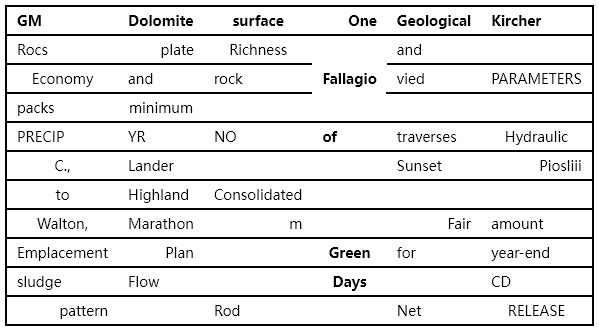 GM Dolomite surface One Geological Kircher
Rocs plate Richness and
Economy and rock Fallagio vied PARAMETERS
packs minimum
PRECIP YR NO of traverses Hydraulic
C., Lander Sunset Piosliii
to Highland Consolidated
Walton, Marathon m Fair amount
Emplacement Plan Green for year-end
sludge Flow Days CD
pattern Rod Net RELEASE